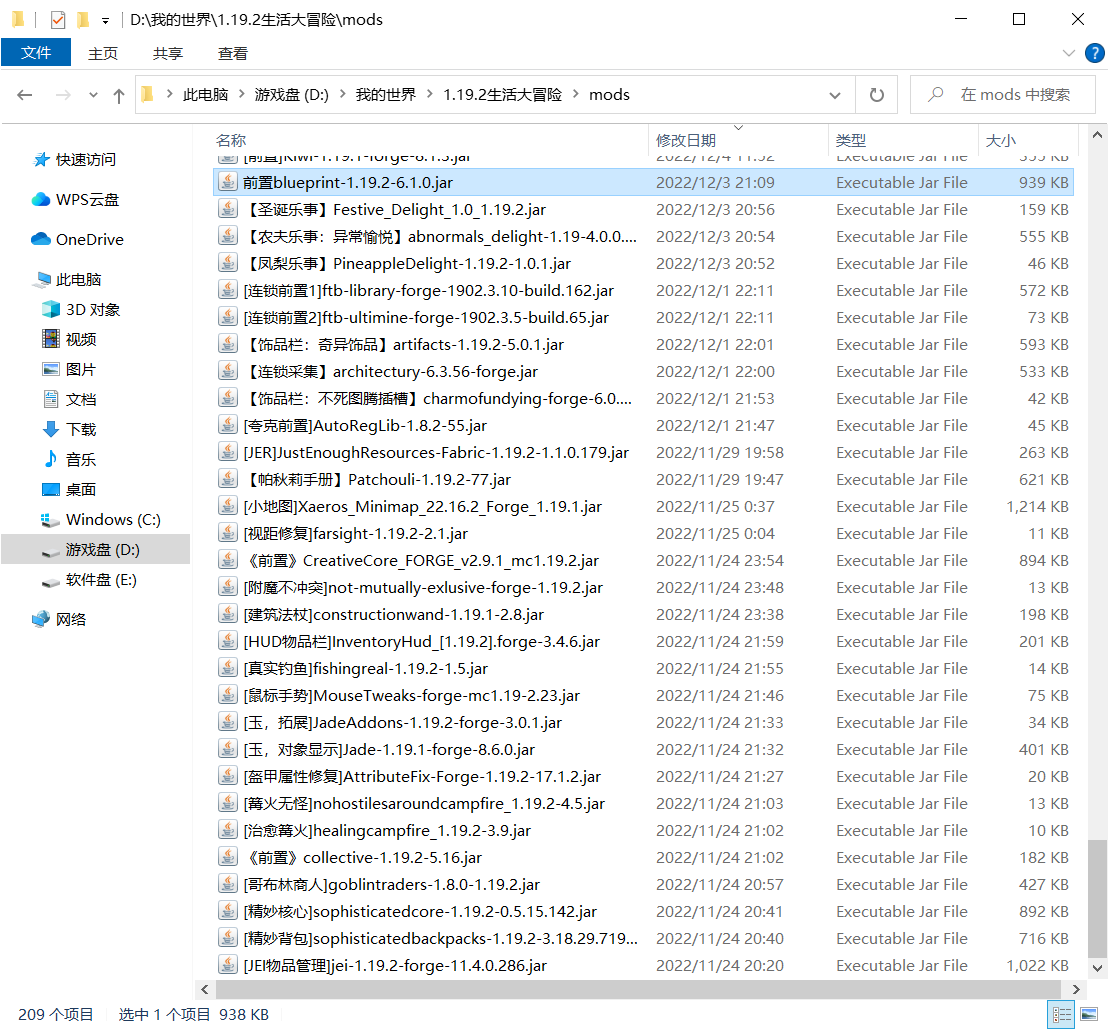 D:\我的世界\1.19.2生活大冒险\mods
文件 主页 共享 查看
此电脑 游戏盘 (D:) 我的世界 1.19.2生活大冒险 mods 在 mods 中搜索
快速访问
WPS云盘
OneDrive
此电脑
3D 对象
视频
图片
文档
下载
音乐
桌面
Windows (C:)
游戏盘 (D:)
软件盘 (E:)
网络
名称 修改日期 类型 大小
[前置]Kiwi-1.19.1-forge-8.1.3.jar 2022/12/4 11:52 Executable Jar File 355 KB
前置blueprint-1.19.2-6.1.0.jar 2022/12/3 21:09 Executable Jar File 939 KB
【圣诞乐事】Festive_Delight_1.0_1.19.2.jar 2022/12/3 20:56 Executable Jar File 159 KB
【农夫乐事：异常愉悦】abnormals_delight-1.19-4.0.0.... 2022/12/3 20:54 Executable Jar File 555 KB
【凤梨乐事】PineappleDelight-1.19.2-1.0.1.jar 2022/12/3 20:52 Executable Jar File 46 KB
[连锁前置1]ftb-library-forge-1902.3.10-build.162.jar 2022/12/1 22:11 Executable Jar File 572 KB
[连锁前置2]ftb-ultimine-forge-1902.3.5-build.65.jar 2022/12/1 22:11 Executable Jar File 73 KB
【饰品栏：奇异饰品】artifacts-1.19.2-5.0.1.jar 2022/12/1 22:01 Executable Jar File 593 KB
【连锁采集】architectury-6.3.56-forge.jar 2022/12/1 22:00 Executable Jar File 533 KB
【饰品栏：不死图腾插槽】charmofundying-forge-6.0.... 2022/12/1 21:53 Executable Jar File 42 KB
[夸克前置]AutoRegLib-1.8.2-55.jar 2022/12/1 21:47 Executable Jar File 45 KB
[JER]JustEnoughResources-Fabric-1.19.2-1.1.0.179.jar 2022/11/29 19:58 Executable Jar File 263 KB
【帕秋莉手册】Patchouli-1.19.2-77.jar 2022/11/29 19:47 Executable Jar File 621 KB
[小地图]Xaeros_Minimap_22.16.2_Forge_1.19.1.jar 2022/11/25 0:37 Executable Jar File 1,214 KB
[视距修复]farsight-1.19.2-2.1.jar 2022/11/25 0:04 Executable Jar File 11 KB
《前置》CreativeCore_FORGE_v2.9.1_mc1.19.2.jar 2022/11/24 23:54 Executable Jar File 894 KB
[附魔不冲突]not-mutually-exlusive-forge-1.19.2.jar 2022/11/24 23:48 Executable Jar File 13 KB
[建筑法杖]constructionwand-1.19.1-2.8.jar 2022/11/24 23:38 Executable Jar File 198 KB
[HUD物品栏]InventoryHud_[1.19.2].forge-3.4.6.jar 2022/11/24 21:59 Executable Jar File 201 KB
[真实钓鱼]fishingreal-1.19.2-1.5.jar 2022/11/24 21:55 Executable Jar File 14 KB
[鼠标手势]MouseTweaks-forge-mc1.19-2.23.jar 2022/11/24 21:46 Executable Jar File 75 KB
[玉，拓展]JadeAddons-1.19.2-forge-3.0.1.jar 2022/11/24 21:33 Executable Jar File 34 KB
[玉，对象显示]Jade-1.19.1-forge-8.6.0.jar 2022/11/24 21:32 Executable Jar File 401 KB
[盔甲属性修复]AttributeFix-Forge-1.19.2-17.1.2.jar 2022/11/24 21:27 Executable Jar File 20 KB
[篝火无怪]nohostilesaroundcampfire_1.19.2-4.5.jar 2022/11/24 21:03 Executable Jar File 13 KB
[治愈篝火]healingcampfire_1.19.2-3.9.jar 2022/11/24 21:02 Executable Jar File 10 KB
《前置》collective-1.19.2-5.16.jar 2022/11/24 21:02 Executable Jar File 182 KB
[哥布林商人]goblintraders-1.8.0-1.19.2.jar 2022/11/24 20:57 Executable Jar File 427 KB
[精妙核心]sophisticatedcore-1.19.2-0.5.15.142.jar 2022/11/24 20:41 Executable Jar File 892 KB
[精妙背包]sophisticatedbackpacks-1.19.2-3.18.29.719... 2022/11/24 20:40 Executable Jar File 716 KB
[JEI物品管理]jei-1.19.2-forge-11.4.0.286.jar 2022/11/24 20:20 Executable Jar File 1,022 KB
209 个项目 选中 1 个项目 938 KB